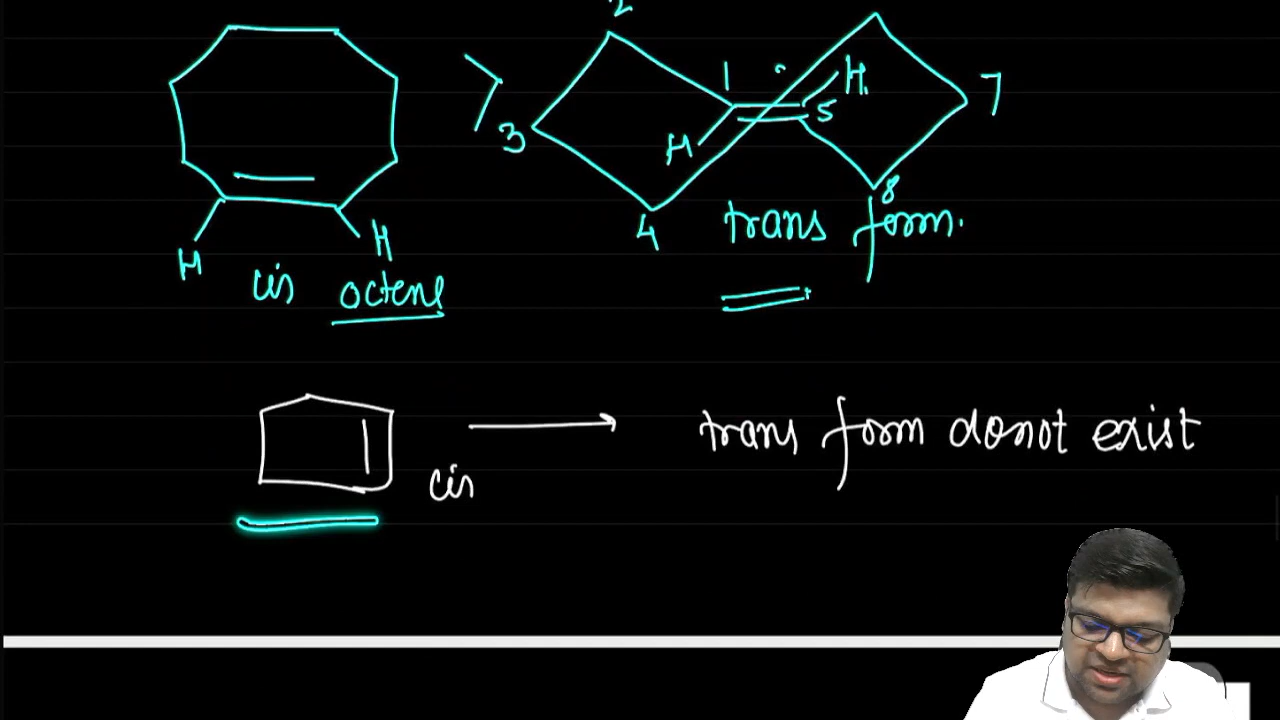 2
1
H
7
5
3
H
8
4
trans form.
H
H
cis octene
trans form donot exist
cis